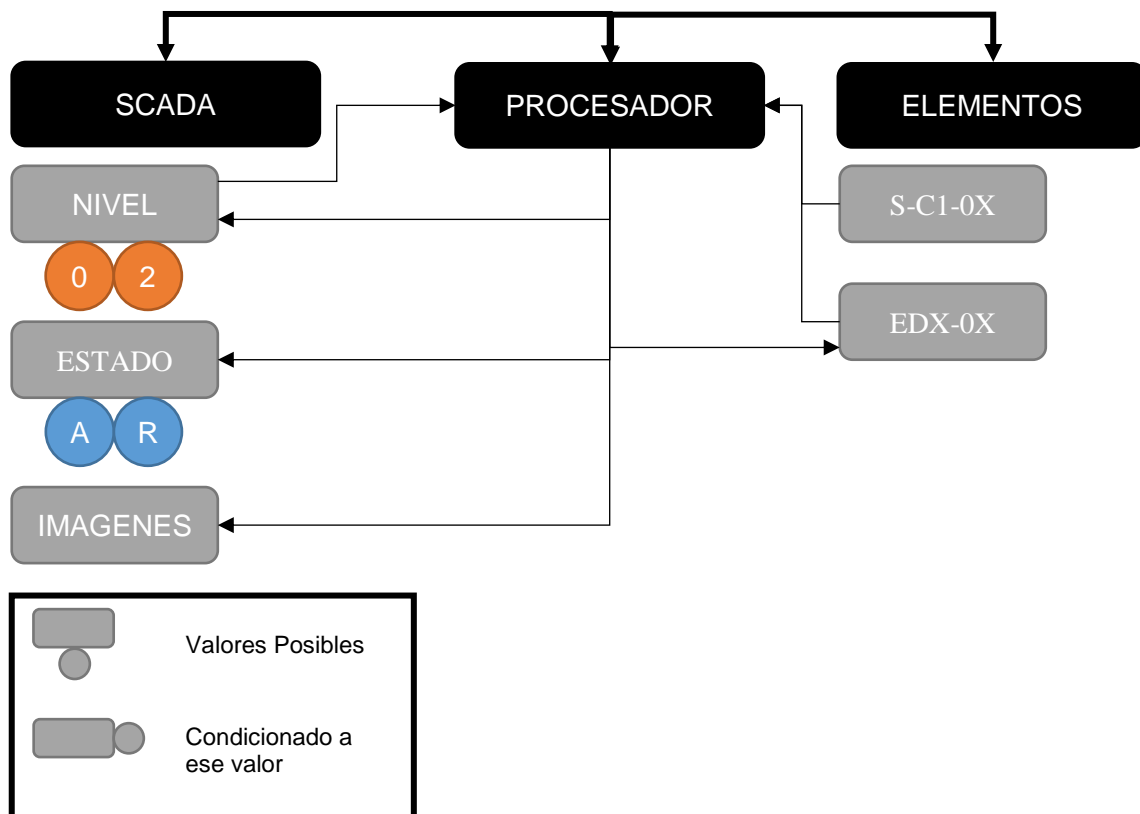 SCADA
PROCESADOR
ELEMENTOS
NIVEL
S-C1-0X
0
2
EDX-0X
ESTADO
A
R
IMAGENES
Valores Posibles
Condicionado a
ese valor